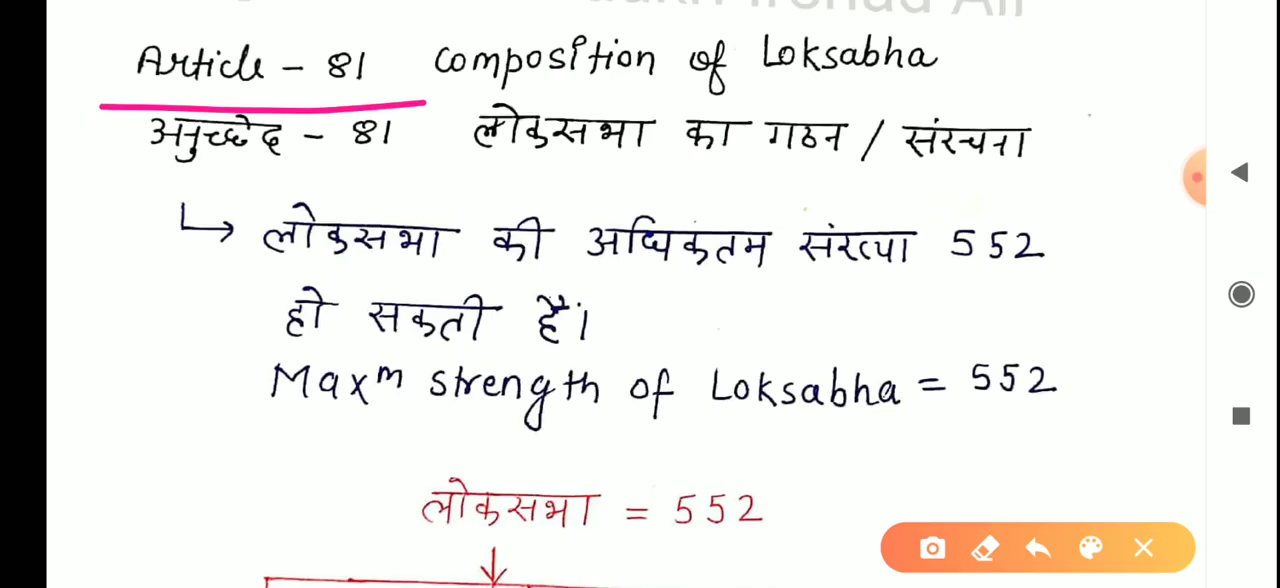 Article - 81 Composition of Loksabha
अनुच्छेद - 81 लोकसभा का गठन / संरचना
↳ लोकसभा की अधिकतम संख्या 552
हो सकती हैं।
Maxᵐ strength of Loksabha = 552
लोकसभा = 552